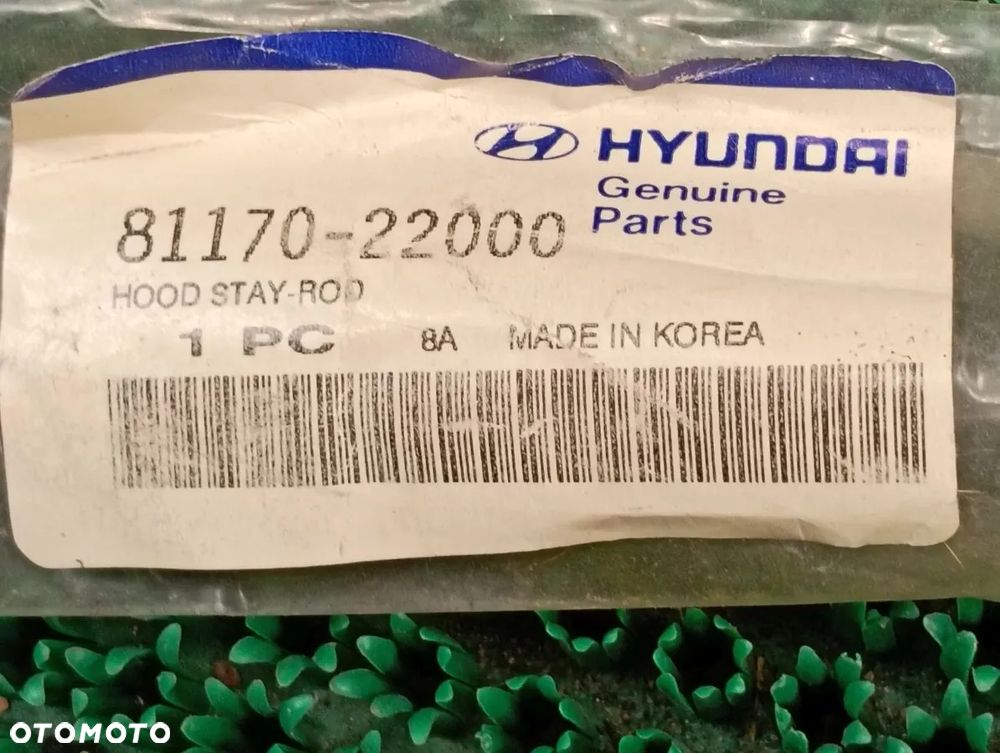 HYUNDAI
Genuine
Parts
81170-22000
HOOD STAY-ROD
1 PC 8A MADE IN KOREA
OTOMOTO